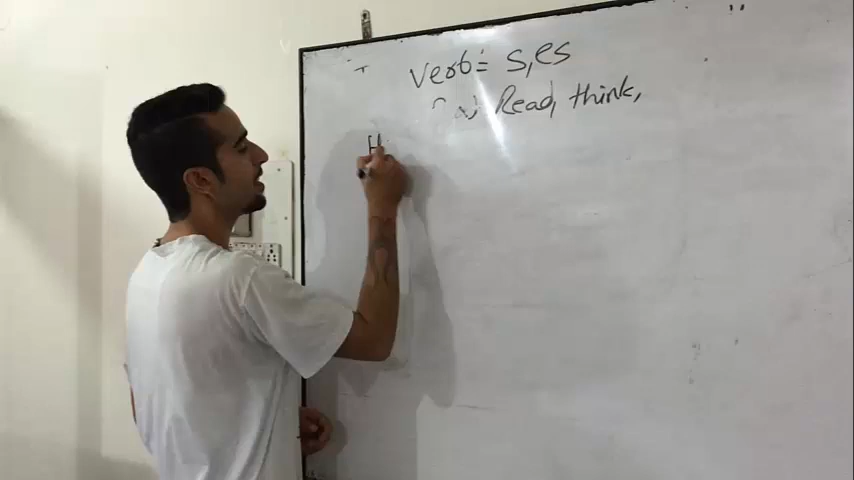 Verb = s, es
Read, think,
H